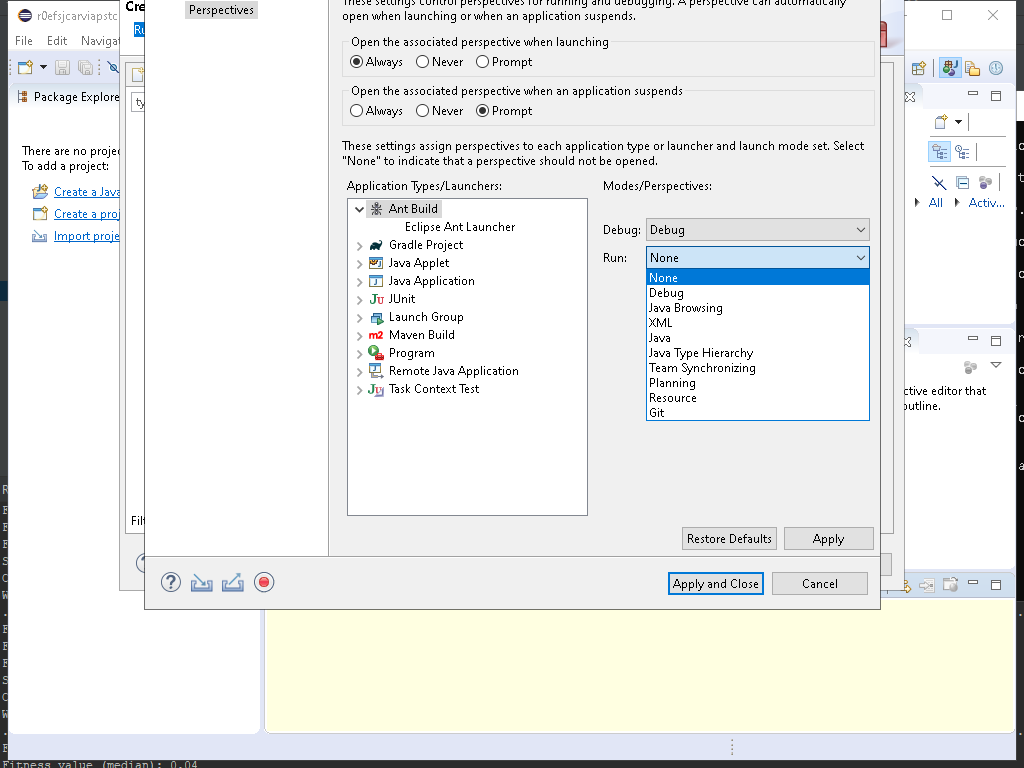 r0efsjcarviapstc
File Edit Navigat
Package Explore
There are no projec
To add a project:
Create a Java
Create a proj
Import proje
Cre
Ru
ty
Filt
Perspectives
These settings control perspectives for running and debugging. A perspective can automatically
open when launching or when an application suspends.
Open the associated perspective when launching
Always Never Prompt
Open the associated perspective when an application suspends
Always Never Prompt
These settings assign perspectives to each application type or launcher and launch mode set. Select
"None" to indicate that a perspective should not be opened.
Application Types/Launchers:
Ant Build
Eclipse Ant Launcher
Gradle Project
Java Applet
Java Application
JUnit
Launch Group
Maven Build
Program
Remote Java Application
Task Context Test
Modes/Perspectives:
Debug: Debug
Run: None
None
Debug
Java Browsing
XML
Java
Java Type Hierarchy
Team Synchronizing
Planning
Resource
Git
Restore Defaults Apply
Apply and Close Cancel
All Activ...
ctive editor that
outline.
Fitness value (median): 0.04